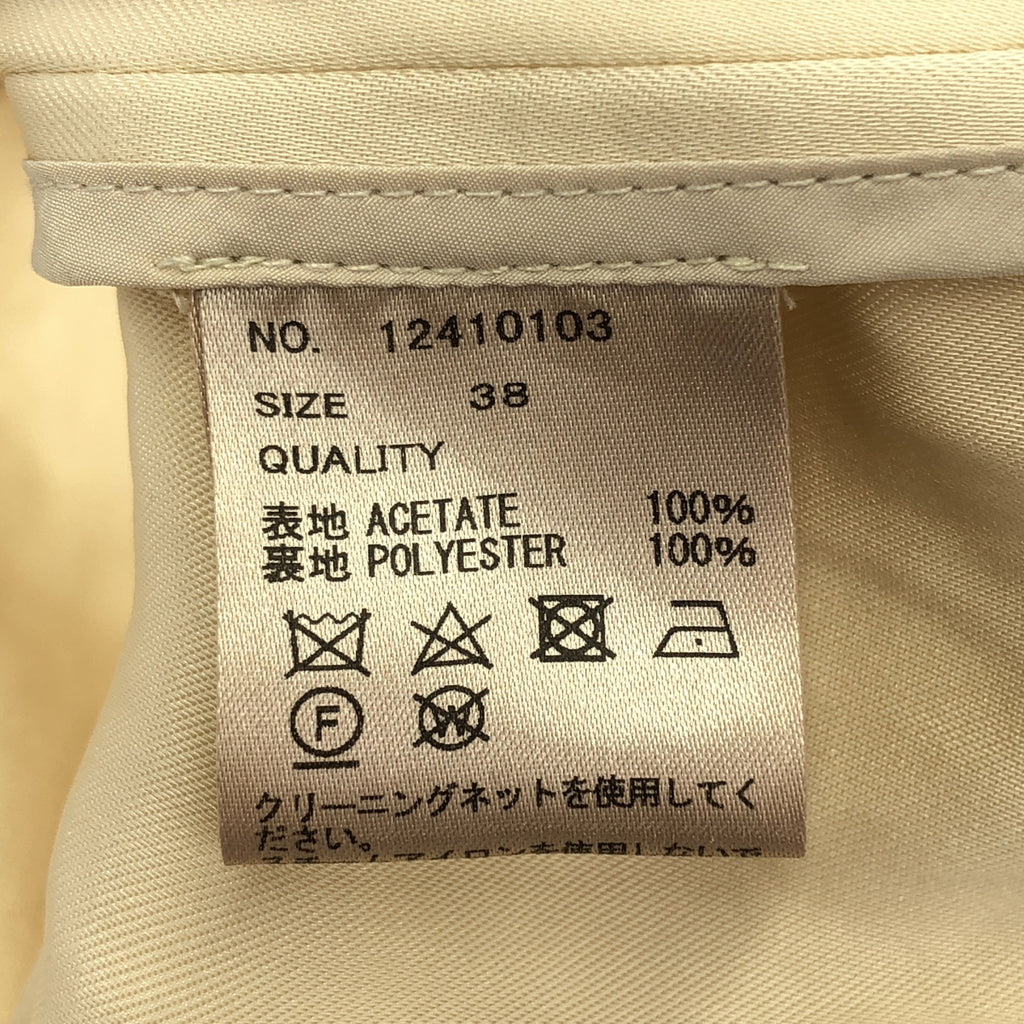 NO. 12410103
SIZE 38
QUALITY
表地 ACETATE 100%
裏地 POLYESTER 100%
F
W
クリーニングネットを使用してく
ださい。